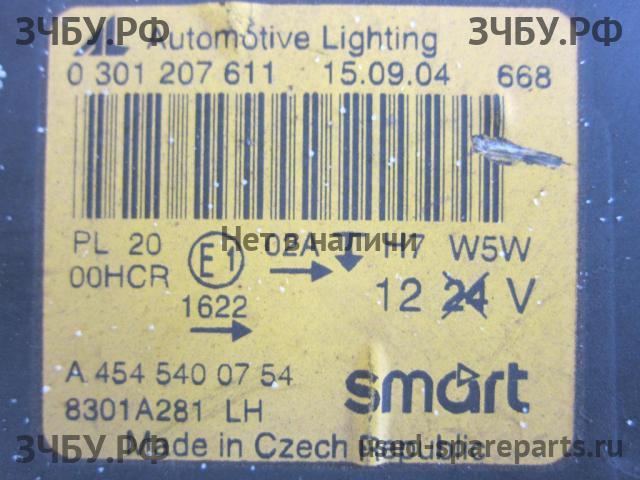 ЗЧБУ.РФ ЗЧБУ.РФ
AL Automotive Lighting
0 301 207 611 15.09.04 668
Нет в наличи
PL 20 E1 02A H7 W5W
00HCR 12 24 V
1622
A 454 540 07 54 smart
8301A281 LH
ЗЧБУ.РФ
Made in Czech Republic
used-spareparts.ru